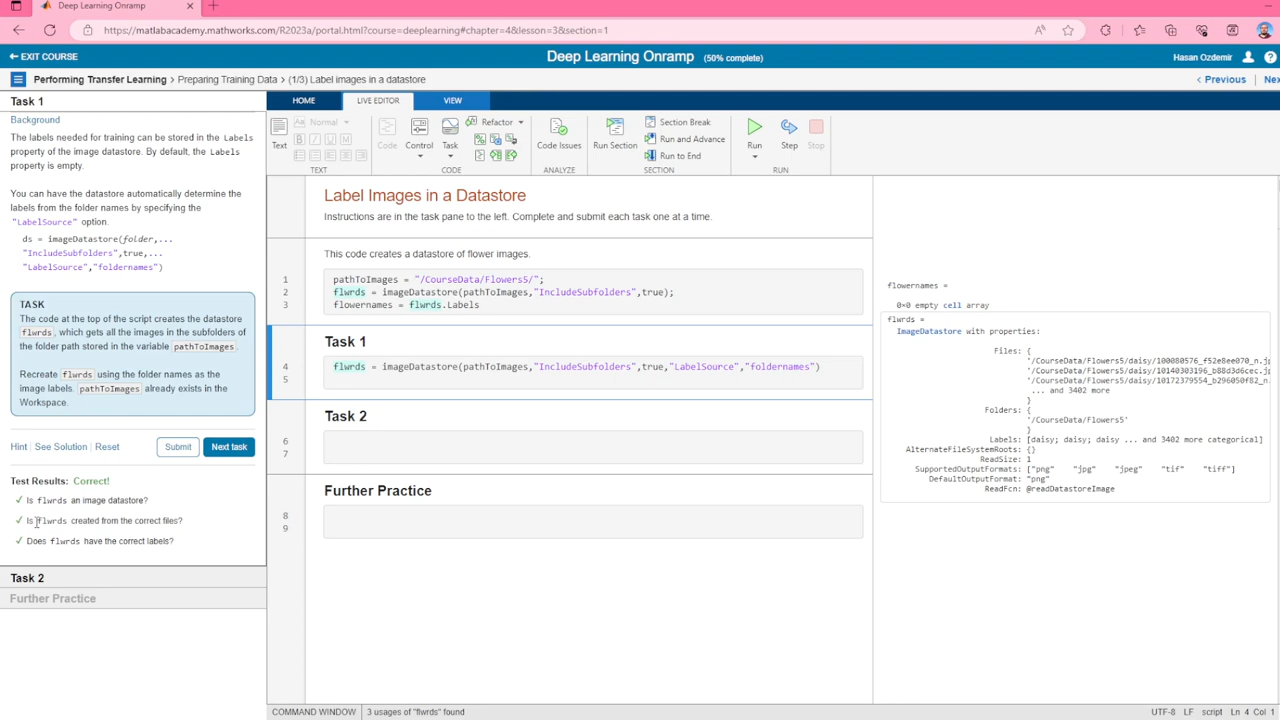 Deep Learning Onramp
https://matlabacademy.mathworks.com/R2023a/portal.html?course=deeplearning#chapter=4&lesson=3&section=1
EXIT COURSE
Deep Learning Onramp (50% complete)
Hasan Ozdemir
Performing Transfer Learning > Preparing Training Data > (1/3) Label images in a datastore
Previous
Nex
Task 1
Background
The labels needed for training can be stored in the Labels
property of the image datastore. By default, the Labels
property is empty.
You can have the datastore automatically determine the
labels from the folder names by specifying the
"LabelSource" option.
ds = imageDatastore(folder,...
"IncludeSubfolders",true,...
"LabelSource","foldernames")
TASK
The code at the top of the script creates the datastore
flwrds, which gets all the images in the subfolders of
the folder path stored in the variable pathToImages.
Recreate flwrds using the folder names as the
image labels. pathToImages already exists in the
Workspace.
Hint See Solution Reset Submit Next task
Test Results: Correct!
Is flwrds an image datastore?
Is flwrds created from the correct files?
Does flwrds have the correct labels?
Task 2
Further Practice
HOME LIVE EDITOR VIEW
Text
Normal
B I U M
TEXT
Code Control Task
Refactor
CODE
Code Issues
ANALYZE
Run Section
Section Break
Run and Advance
Run to End
SECTION
Run Step Stop
RUN
Label Images in a Datastore
Instructions are in the task pane to the left. Complete and submit each task one at a time.
This code creates a datastore of flower images.
1 pathToImages = "/CourseData/Flowers5/";
2 flwrds = imageDatastore(pathToImages,"IncludeSubfolders",true);
3 flowernames = flwrds.Labels
Task 1
4 flwrds = imageDatastore(pathToImages,"IncludeSubfolders",true,"LabelSource","foldernames")
5
Task 2
6
7
Further Practice
8
9
flowernames =
0×0 empty cell array
flwrds =
ImageDatastore with properties:
Files: {
'/CourseData/Flowers5/daisy/100080576_f52e8ee070_n.jp
'/CourseData/Flowers5/daisy/10140303196_b88d3d6cec.jp
'/CourseData/Flowers5/daisy/10172379554_b296050f82_n.
... and 3402 more
}
Folders: {
'/CourseData/Flowers5'
}
Labels: [daisy; daisy; daisy ... and 3402 more categorical]
AlternateFileSystemRoots: {}
ReadSize: 1
SupportedOutputFormats: ["png" "jpg" "jpeg" "tif" "tiff"]
DefaultOutputFormat: "png"
ReadFcn: @readDatastoreImage
COMMAND WINDOW 3 usages of "flwrds" found
UTF-8 LF script Ln 4 Col 1